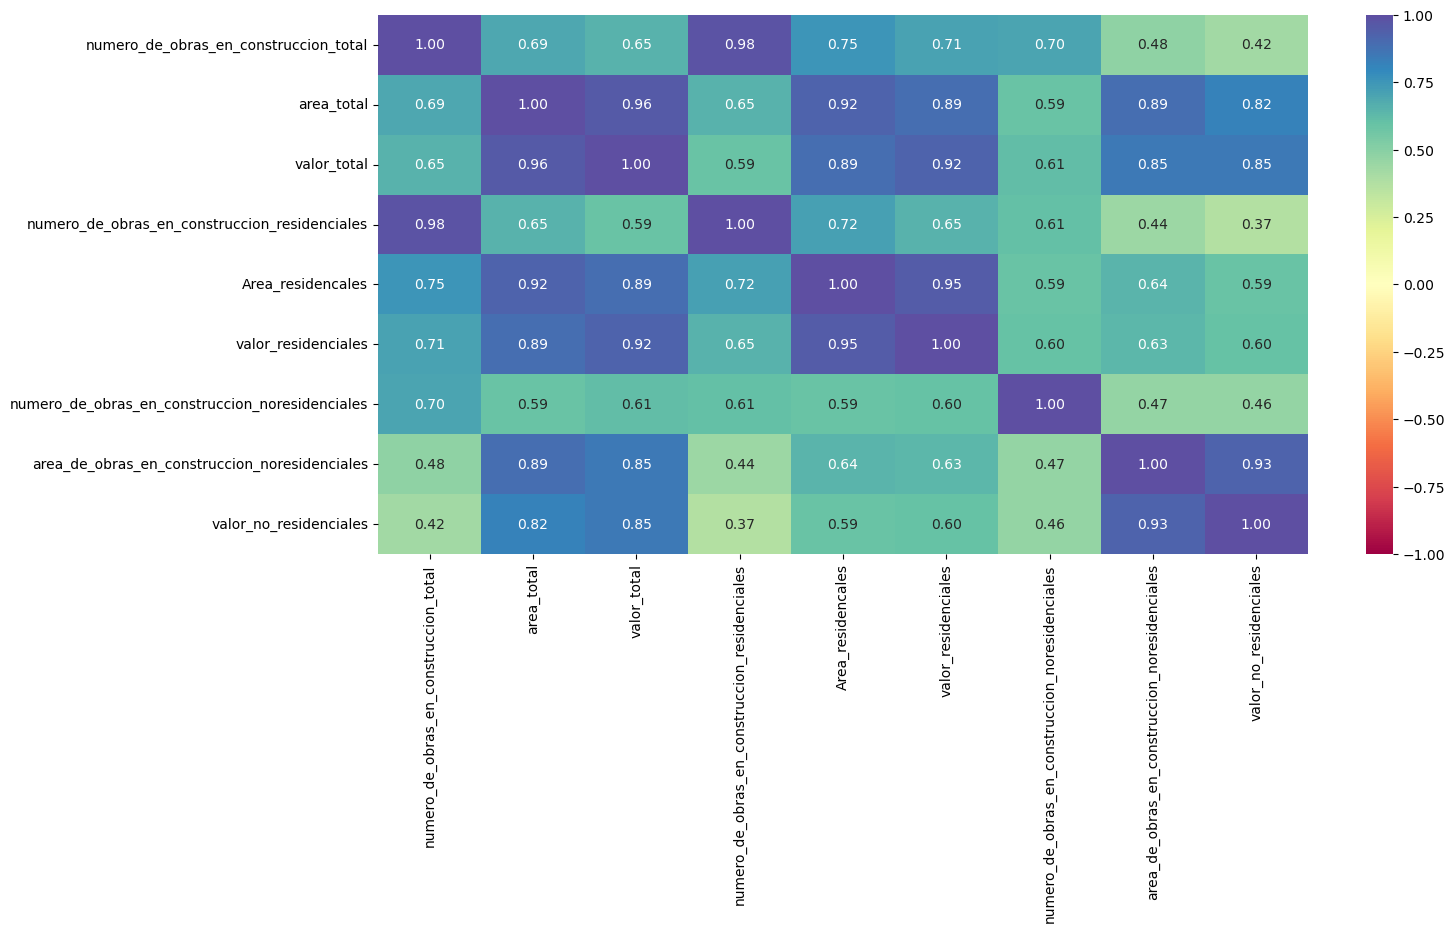 numero_de_obras_en_construccion_total 1.00 0.69 0.65 0.98 0.75 0.71 0.70 0.48 0.42
area_total 0.69 1.00 0.96 0.65 0.92 0.89 0.59 0.89 0.82
valor_total 0.65 0.96 1.00 0.59 0.89 0.92 0.61 0.85 0.85
numero_de_obras_en_construccion_residenciales 0.98 0.65 0.59 1.00 0.72 0.65 0.61 0.44 0.37
Area_residencales 0.75 0.92 0.89 0.72 1.00 0.95 0.59 0.64 0.59
valor_residenciales 0.71 0.89 0.92 0.65 0.95 1.00 0.60 0.63 0.60
numero_de_obras_en_construccion_noresidenciales 0.70 0.59 0.61 0.61 0.59 0.60 1.00 0.47 0.46
area_de_obras_en_construccion_noresidenciales 0.48 0.89 0.85 0.44 0.64 0.63 0.47 1.00 0.93
valor_no_residenciales 0.42 0.82 0.85 0.37 0.59 0.60 0.46 0.93 1.00
numero_de_obras_en_construccion_total
area_total
valor_total
numero_de_obras_en_construccion_residenciales
Area_residencales
valor_residenciales
numero_de_obras_en_construccion_noresidenciales
area_de_obras_en_construccion_noresidenciales
valor_no_residenciales
1.00
0.75
0.50
0.25
0.00
−0.25
−0.50
−0.75
−1.00